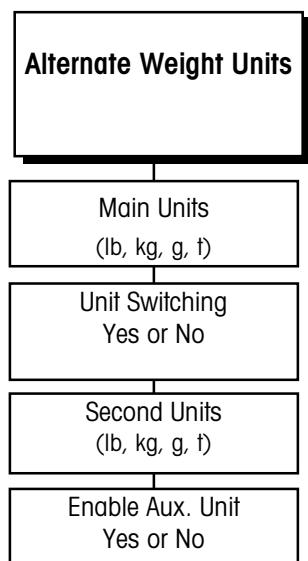 Alternate Weight Units
Main Units
(lb, kg, g, t)
Unit Switching
Yes or No
Second Units
(lb, kg, g, t)
Enable Aux. Unit
Yes or No